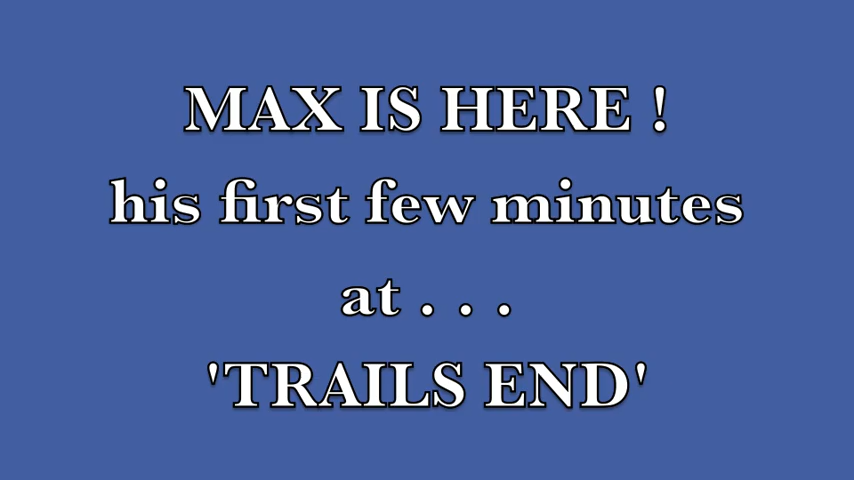 MAX IS HERE !
his first few minutes
at . . .
'TRAILS END'